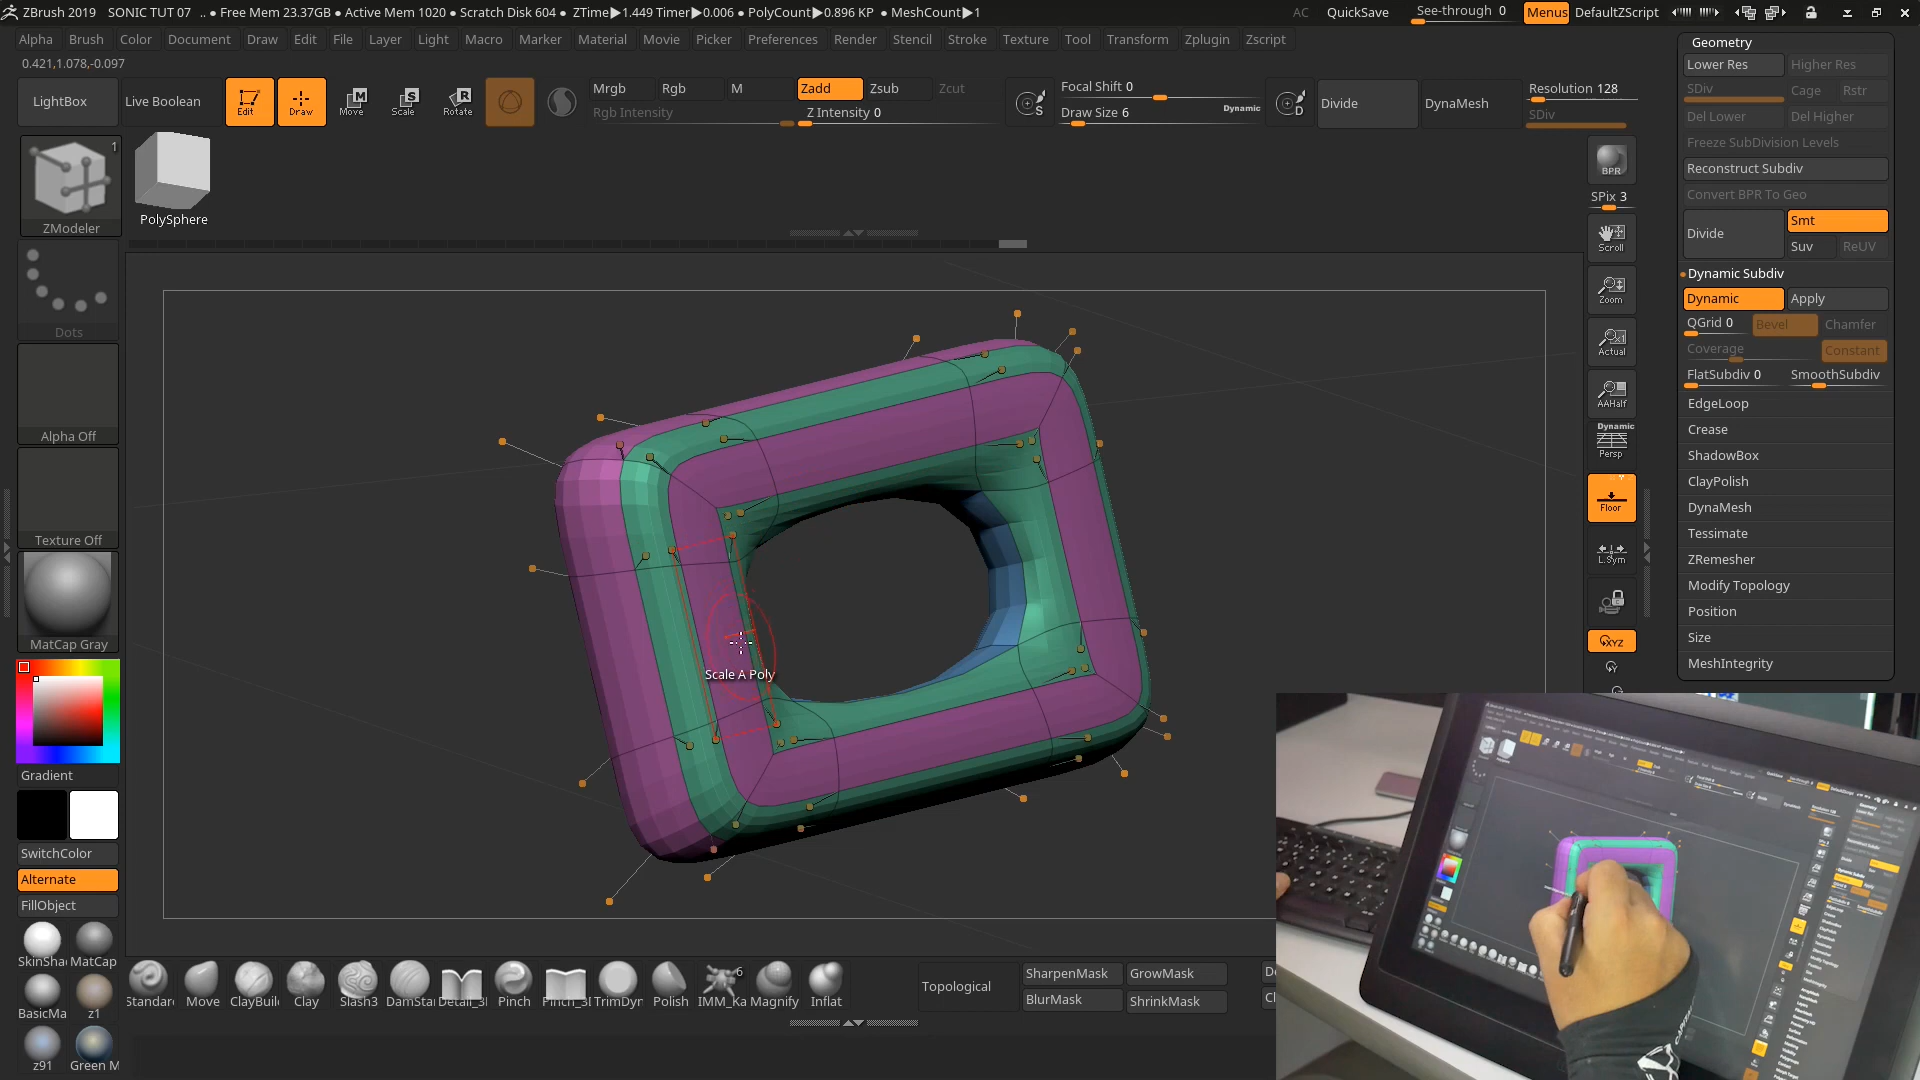 ZBrush 2019 SONIC TUT 07 .. ● Free Mem 23.37GB ● Active Mem 1020 ● Scratch Disk 604 ● ZTime▶1.449 Timer▶0.006 ● PolyCount▶0.896 KP ● MeshCount▶1
AC QuickSave See-through 0 Menus DefaultZScript
Alpha Brush Color Document Draw Edit File Layer Light Macro Marker Material Movie Picker Preferences Render Stencil Stroke Texture Tool Transform Zplugin Zscript
0.421,1.078,-0.097
LightBox
Live Boolean
Edit
Draw
Move
Scale
Rotate
Mrgb Rgb M Zadd Zsub Zcut
Rgb Intensity
Z Intensity 0
S
Focal Shift 0
Draw Size 6
Dynamic
D
Divide
DynaMesh
Resolution 128
SDiv
1
ZModeler
PolySphere
Dots
Alpha Off
Texture Off
MatCap Gray
Gradient
SwitchColor
Alternate
FillObject
SkinSha
MatCap
BasicMa
z1
z91
Green M
Scale A Poly
BPR
SPix 3
Scroll
Zoom
Actual
AAHalf
Dynamic
Persp
Floor
L.Sym
XYZ
Geometry
Lower Res
Higher Res
SDiv
Cage
Rstr
Del Lower
Del Higher
Freeze SubDivision Levels
Reconstruct Subdiv
Convert BPR To Geo
Divide
Smt
Suv
ReUV
Dynamic Subdiv
Dynamic
Apply
QGrid 0
Bevel
Chamfer
Coverage
Constant
FlatSubdiv 0
SmoothSubdiv
EdgeLoop
Crease
ShadowBox
ClayPolish
DynaMesh
Tessimate
ZRemesher
Modify Topology
Position
Size
MeshIntegrity
Standard
Move
ClayBuil
Clay
Slash3
DamStar
Detail_3
Pinch
Pinch_3
TrimDyn
Polish
6
IMM_Ka
Magnify
Inflat
Topological
SharpenMask
GrowMask
BlurMask
ShrinkMask